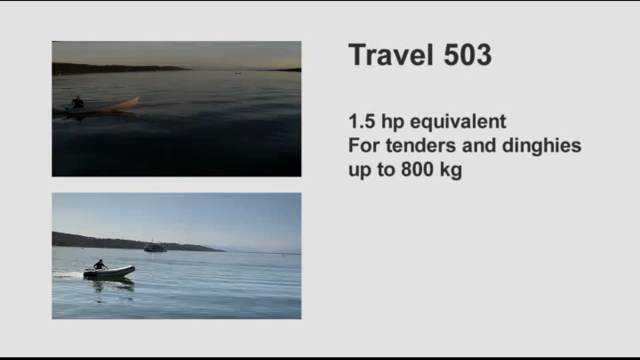 Travel 503
1.5 hp equivalent
For tenders and dinghies
up to 800 kg